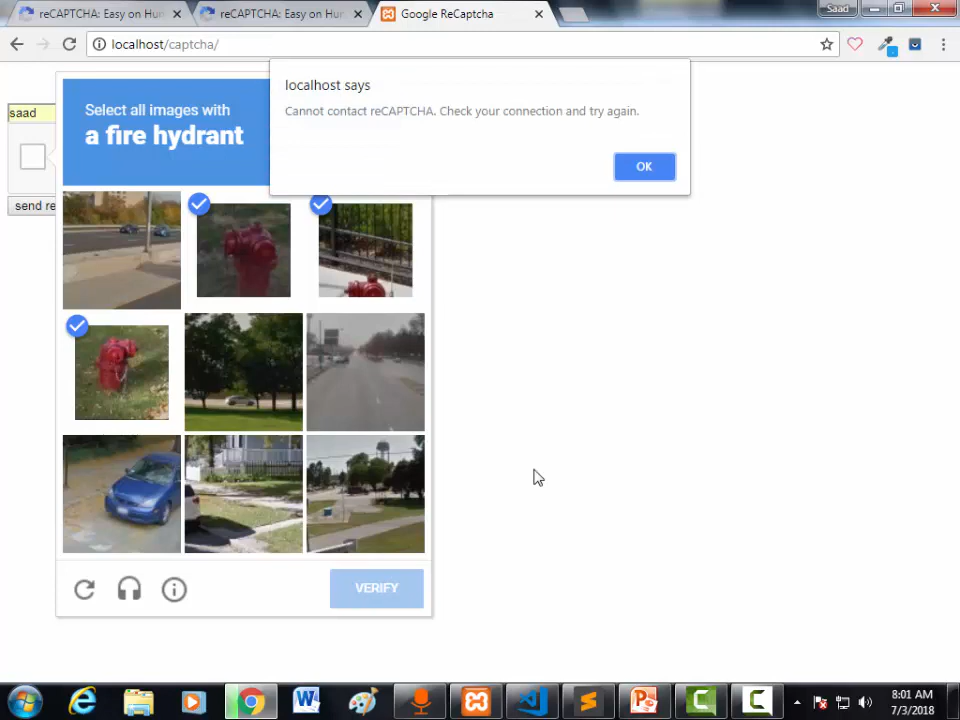 reCAPTCHA: Easy on Hum
reCAPTCHA: Easy on Hum
Google ReCaptcha
Saad
localhost/captcha/
localhost says
Cannot contact reCAPTCHA. Check your connection and try again.
OK
Select all images with
a fire hydrant
saad
send re
VERIFY
8:01 AM
7/3/2018